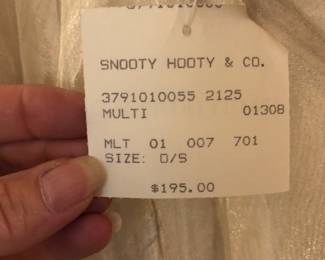 SNOOTY HOOTY & CO.
3791010055 2125
MULTI 01308
MLT 01 007 701
SIZE: O/S
$195.00